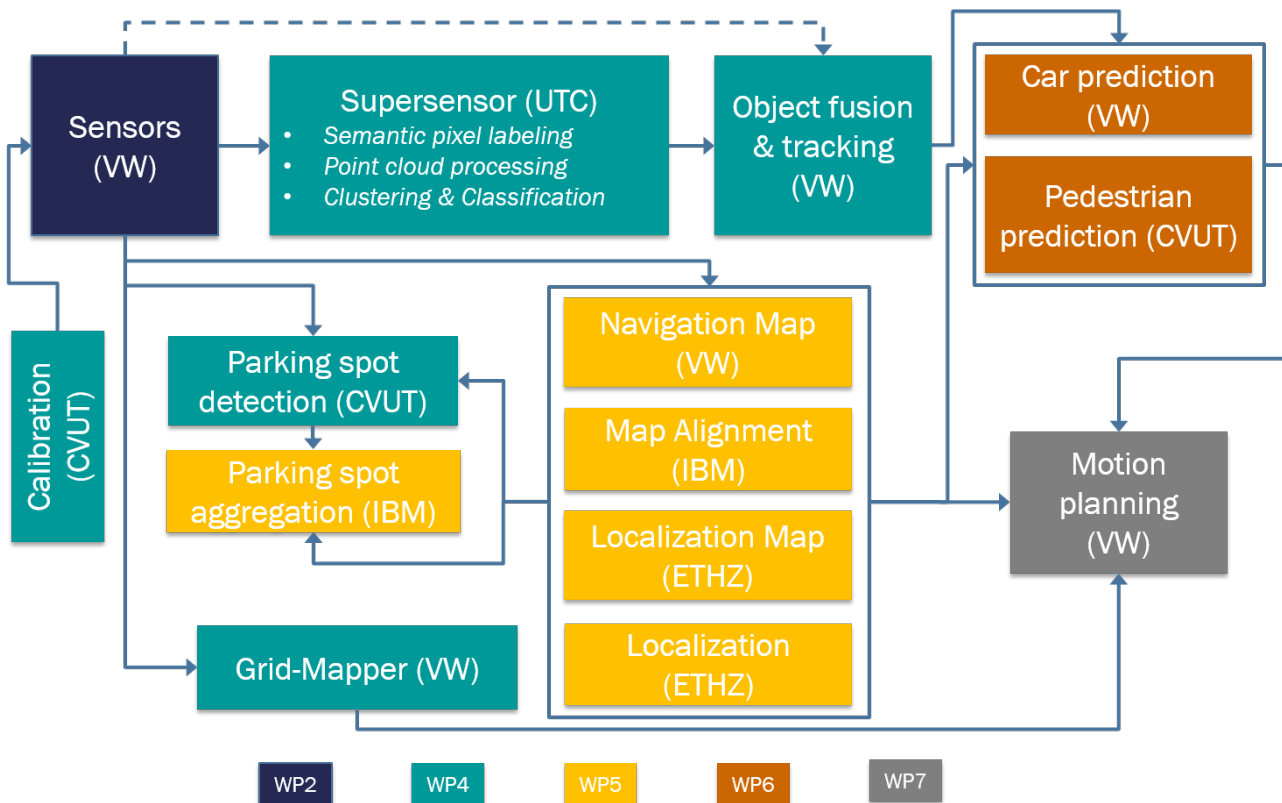 Sensors
(VW)
Supersensor (UTC)
• Semantic pixel labeling
• Point cloud processing
• Clustering & Classification
Object fusion
& tracking
(VW)
Car prediction
(VW)
Pedestrian
prediction (CVUT)
Calibration
(CVUT)
Parking spot
detection (CVUT)
Parking spot
aggregation (IBM)
Navigation Map
(VW)
Map Alignment
(IBM)
Localization Map
(ETHZ)
Localization
(ETHZ)
Motion
planning
(VW)
Grid-Mapper (VW)
WP2
WP4
WP5
WP6
WP7